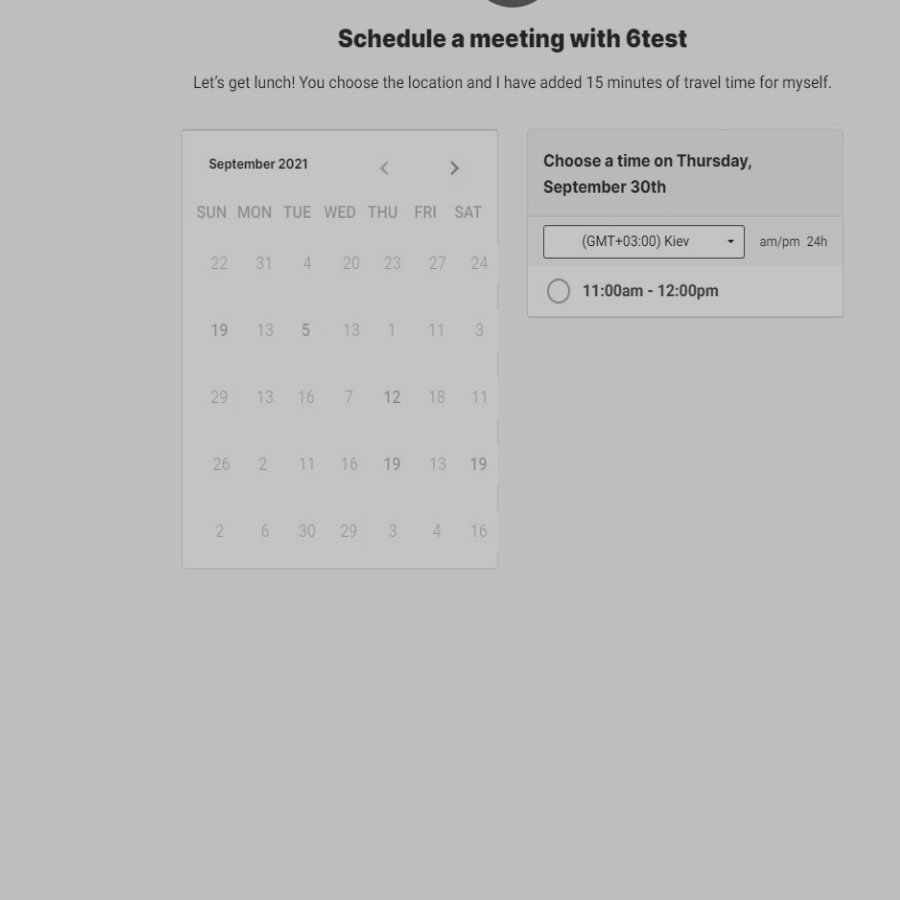 Schedule a meeting with 6test
Let's get lunch! You choose the location and I have added 15 minutes of travel time for myself.
September 2021
SUN MON TUE WED THU FRI SAT
22 31 4 20 23 27 24
19 13 5 13 1 11 3
29 13 16 7 12 18 11
26 2 11 16 19 13 19
2 6 30 29 3 4 16
Choose a time on Thursday,
September 30th
(GMT+03:00) Kiev am/pm 24h
11:00am - 12:00pm